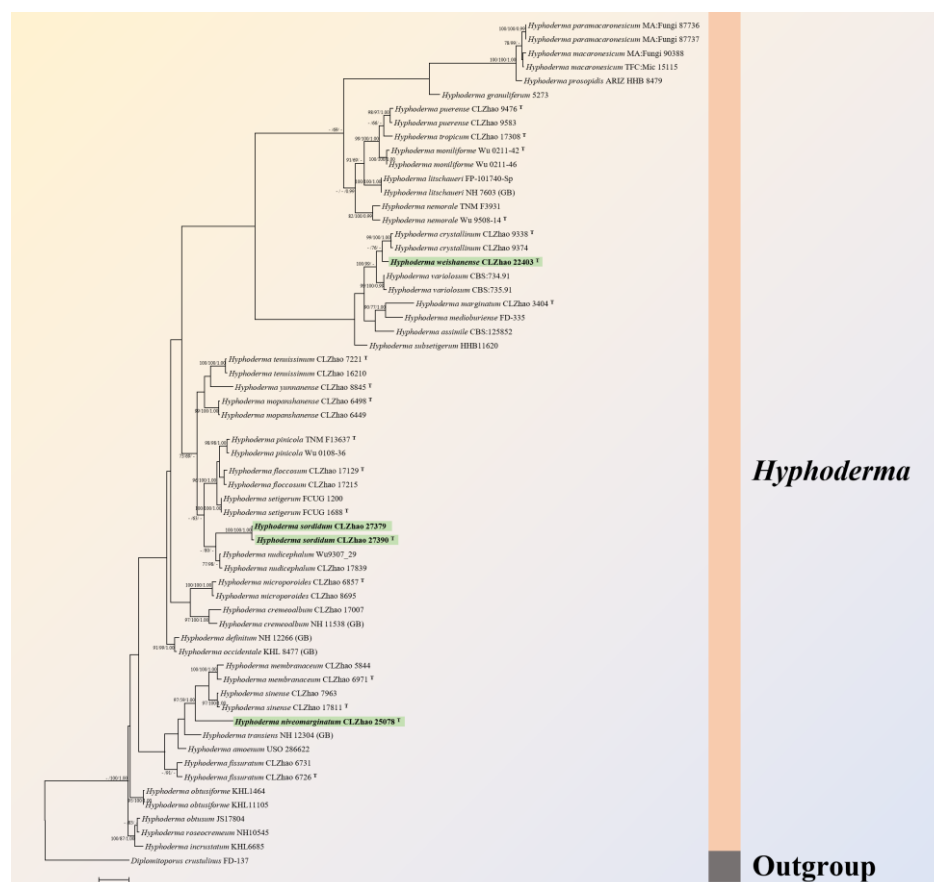 Hyphoderma paramacaronesicum MA:Fungi 87736
Hyphoderma paramacaronesicum MA:Fungi 87737
Hyphoderma macaronesicum MA:Fungi 90388
Hyphoderma macaronesicum TFC:Mic 15115
Hyphoderma prosopidis ARIZ HHB 8479
Hyphoderma granuliferum 5273
Hyphoderma puerense CLZhao 9476 T
Hyphoderma puerense CLZhao 9583
Hyphoderma tropicum CLZhao 17308 T
Hyphoderma moniliforme Wu 0211-42 T
Hyphoderma moniliforme Wu 0211-46
Hyphoderma litschaueri FP-101740-Sp
Hyphoderma litschaueri NH 7603 (GB)
Hyphoderma nemorale TNM F3931
Hyphoderma nemorale Wu 9508-14 T
Hyphoderma crystallinum CLZhao 9338 T
Hyphoderma crystallinum CLZhao 9374
Hyphoderma weishanense CLZhao 22403 T
Hyphoderma variolosum CBS:734.91
Hyphoderma variolosum CBS:735.91
Hyphoderma marginatum CLZhao 3404 T
Hyphoderma medioburiense FD-335
Hyphoderma assimile CBS:125852
Hyphoderma subsetigerum HHB11620
Hyphoderma tenuissimum CLZhao 7221 T
Hyphoderma tenuissimum CLZhao 16210
Hyphoderma yunnanense CLZhao 8845 T
Hyphoderma mopanshanense CLZhao 6498 T
Hyphoderma mopanshanense CLZhao 6449
Hyphoderma pinicola TNM F13637 T
Hyphoderma pinicola Wu 0108-36
Hyphoderma floccosum CLZhao 17129 T
Hyphoderma floccosum CLZhao 17215
Hyphoderma setigerum FCUG 1200
Hyphoderma setigerum FCUG 1688 T
Hyphoderma sordidum CLZhao 27379
Hyphoderma sordidum CLZhao 27390 T
Hyphoderma nudicephalum Wu9307_29
Hyphoderma nudicephalum CLZhao 17839
Hyphoderma microporoides CLZhao 6857 T
Hyphoderma microporoides CLZhao 8695
Hyphoderma cremeoalbum CLZhao 17007
Hyphoderma cremeoalbum NH 11538 (GB)
Hyphoderma definitum NH 12266 (GB)
Hyphoderma occidentale KHL 8477 (GB)
Hyphoderma membranaceum CLZhao 5844
Hyphoderma membranaceum CLZhao 6971 T
Hyphoderma sinense CLZhao 7963
Hyphoderma sinense CLZhao 17811 T
Hyphoderma niveomarginatum CLZhao 25078 T
Hyphoderma transiens NH 12304 (GB)
Hyphoderma amoenum USO 286622
Hyphoderma fissuratum CLZhao 6731
Hyphoderma fissuratum CLZhao 6726 T
Hyphoderma obtusiforme KHL1464
Hyphoderma obtusiforme KHL11105
Hyphoderma obtusum JS17804
Hyphoderma roseocremeum NH10545
Hyphoderma incrustatum KHL6685
Diplomitoporus crustulinus FD-137
Hyphoderma
Outgroup